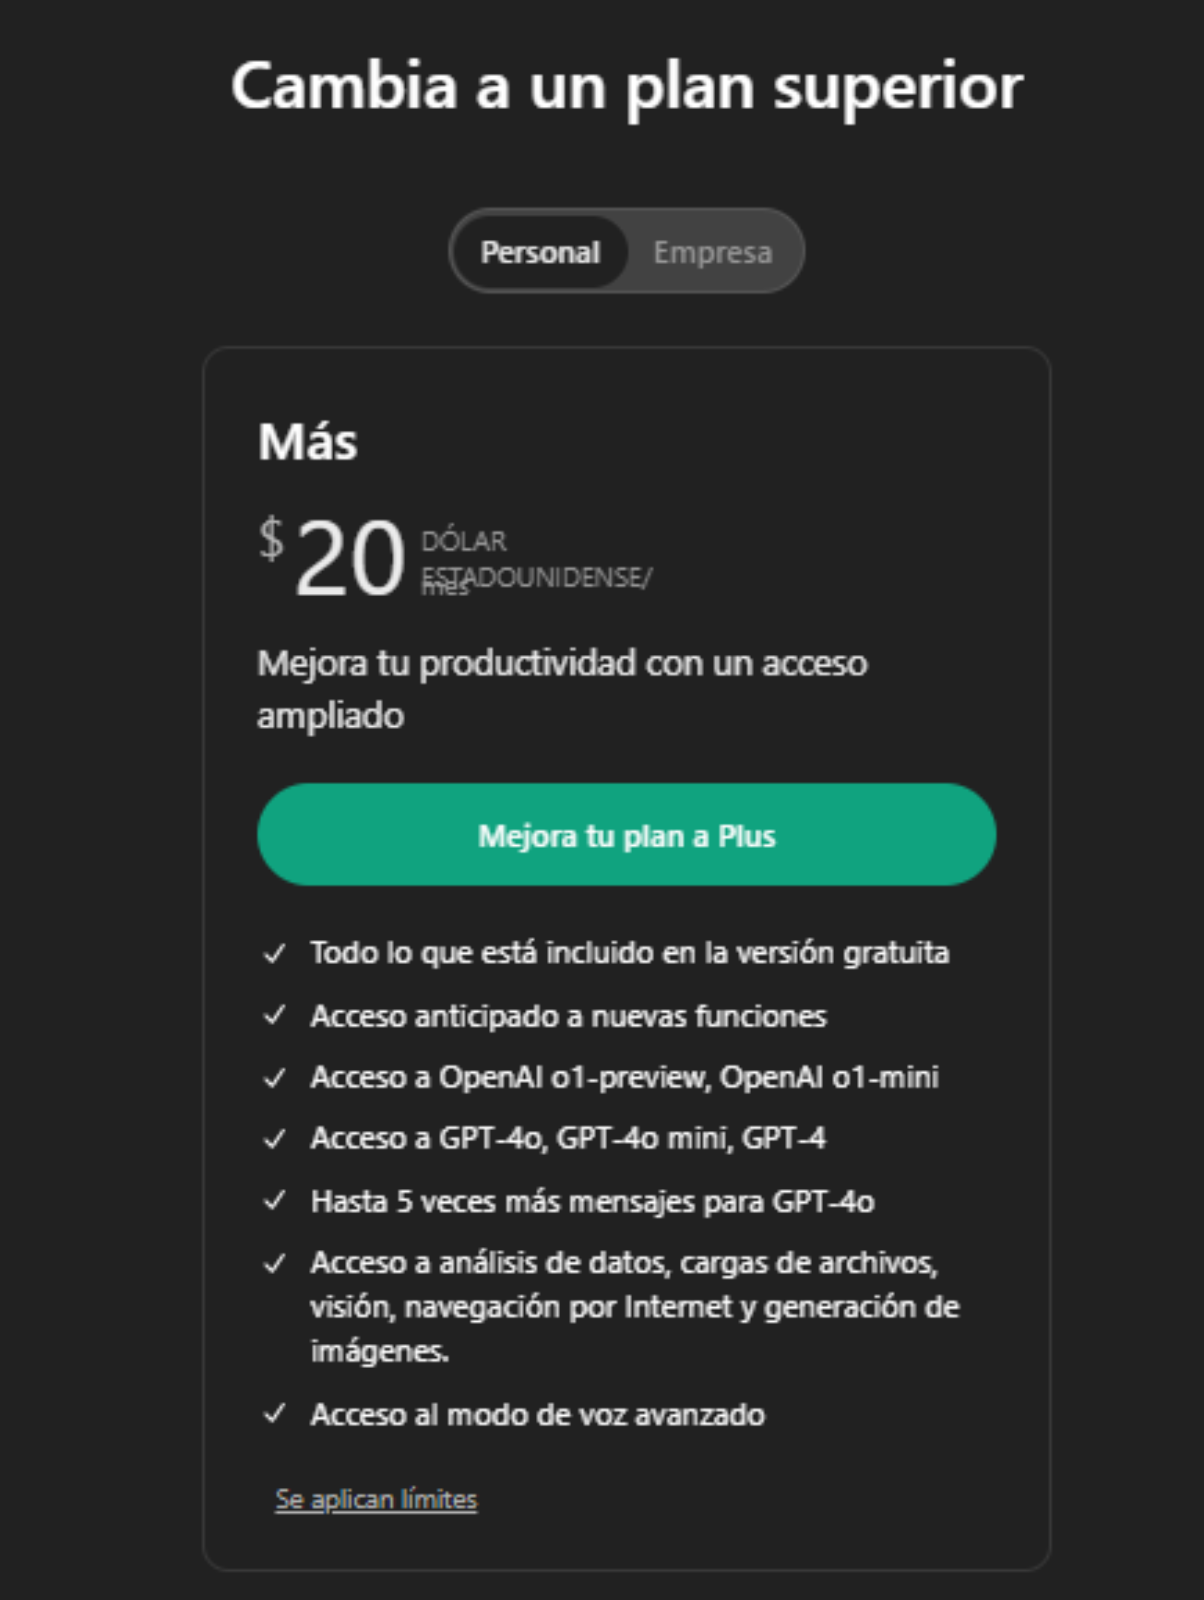 Cambia a un plan superior
Personal Empresa
Más
$20 DÓLAR
ESTADOUNIDENSE/
mes
Mejora tu productividad con un acceso
ampliado
Mejora tu plan a Plus
Todo lo que está incluido en la versión gratuita
Acceso anticipado a nuevas funciones
Acceso a OpenAI o1-preview, OpenAI o1-mini
Acceso a GPT-4o, GPT-4o mini, GPT-4
Hasta 5 veces más mensajes para GPT-4o
Acceso a análisis de datos, cargas de archivos,
visión, navegación por Internet y generación de
imágenes.
Acceso al modo de voz avanzado
Se aplican límites